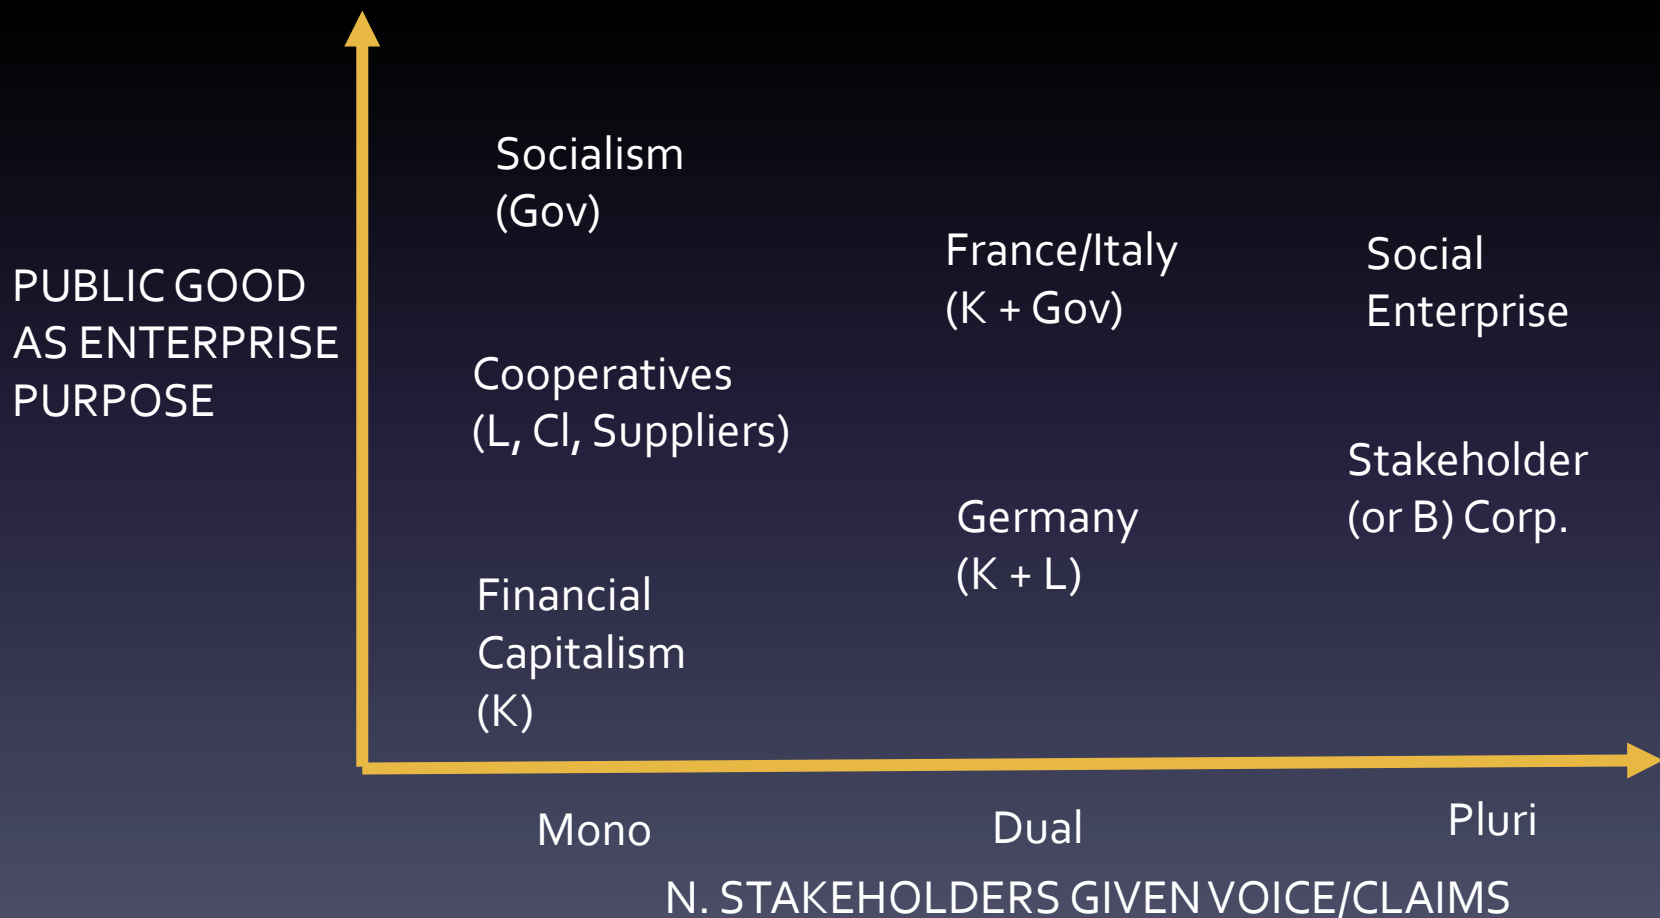 PUBLIC GOOD
AS ENTERPRISE
PURPOSE
Socialism
(Gov)
Cooperatives
(L, Cl, Suppliers)
Financial
Capitalism
(K)
France/Italy
(K + Gov)
Germany
(K + L)
Social
Enterprise
Stakeholder
(or B) Corp.
Mono
Dual
Pluri
N. STAKEHOLDERS GIVEN VOICE/CLAIMS